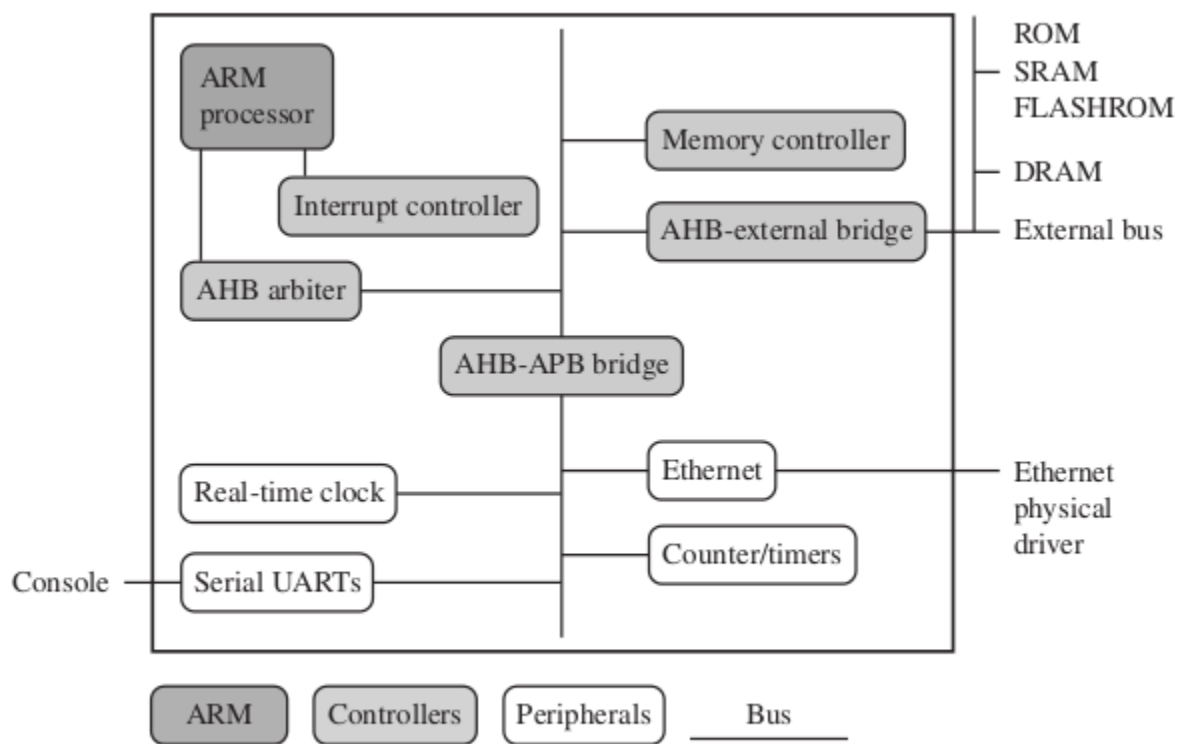 ARM
processor
Interrupt controller
AHB arbiter
Memory controller
AHB-external bridge
AHB-APB bridge
ROM
SRAM
FLASHROM
DRAM
External bus
Real-time clock
Console
Serial UARTs
Ethernet
Counter/timers
Ethernet
physical
driver
ARM
Controllers
Peripherals
Bus